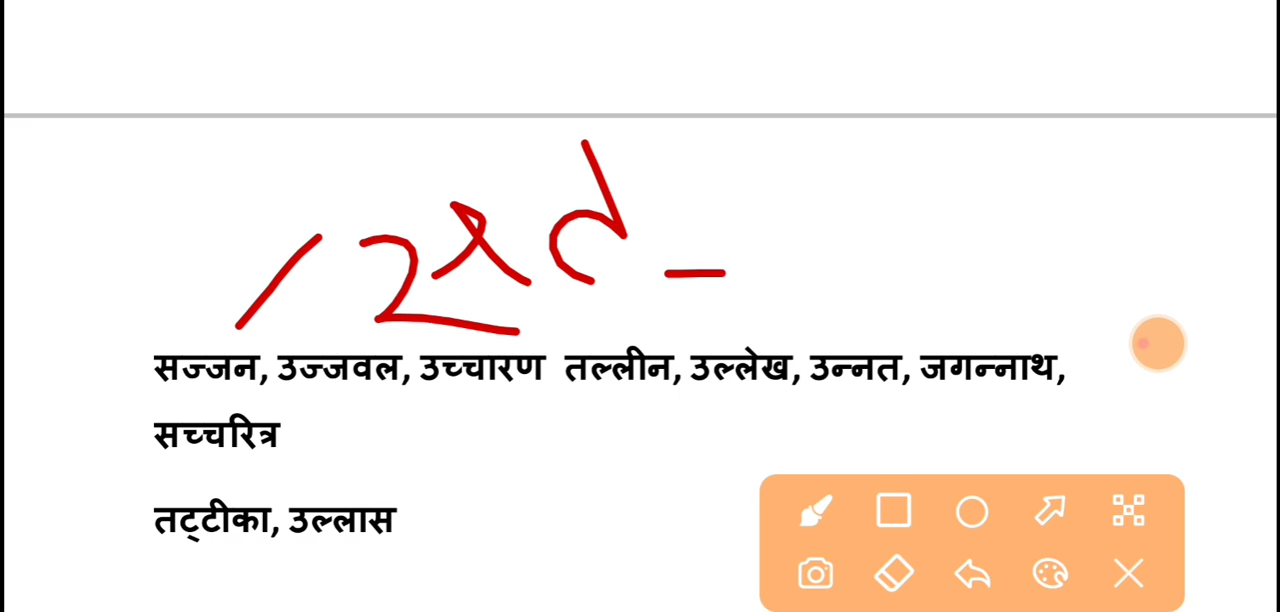 सज्जन, उज्जवल, उच्चारण तल्लीन, उल्लेख, उन्नत, जगन्नाथ,
सच्चरित्र
तट्टीका, उल्लास